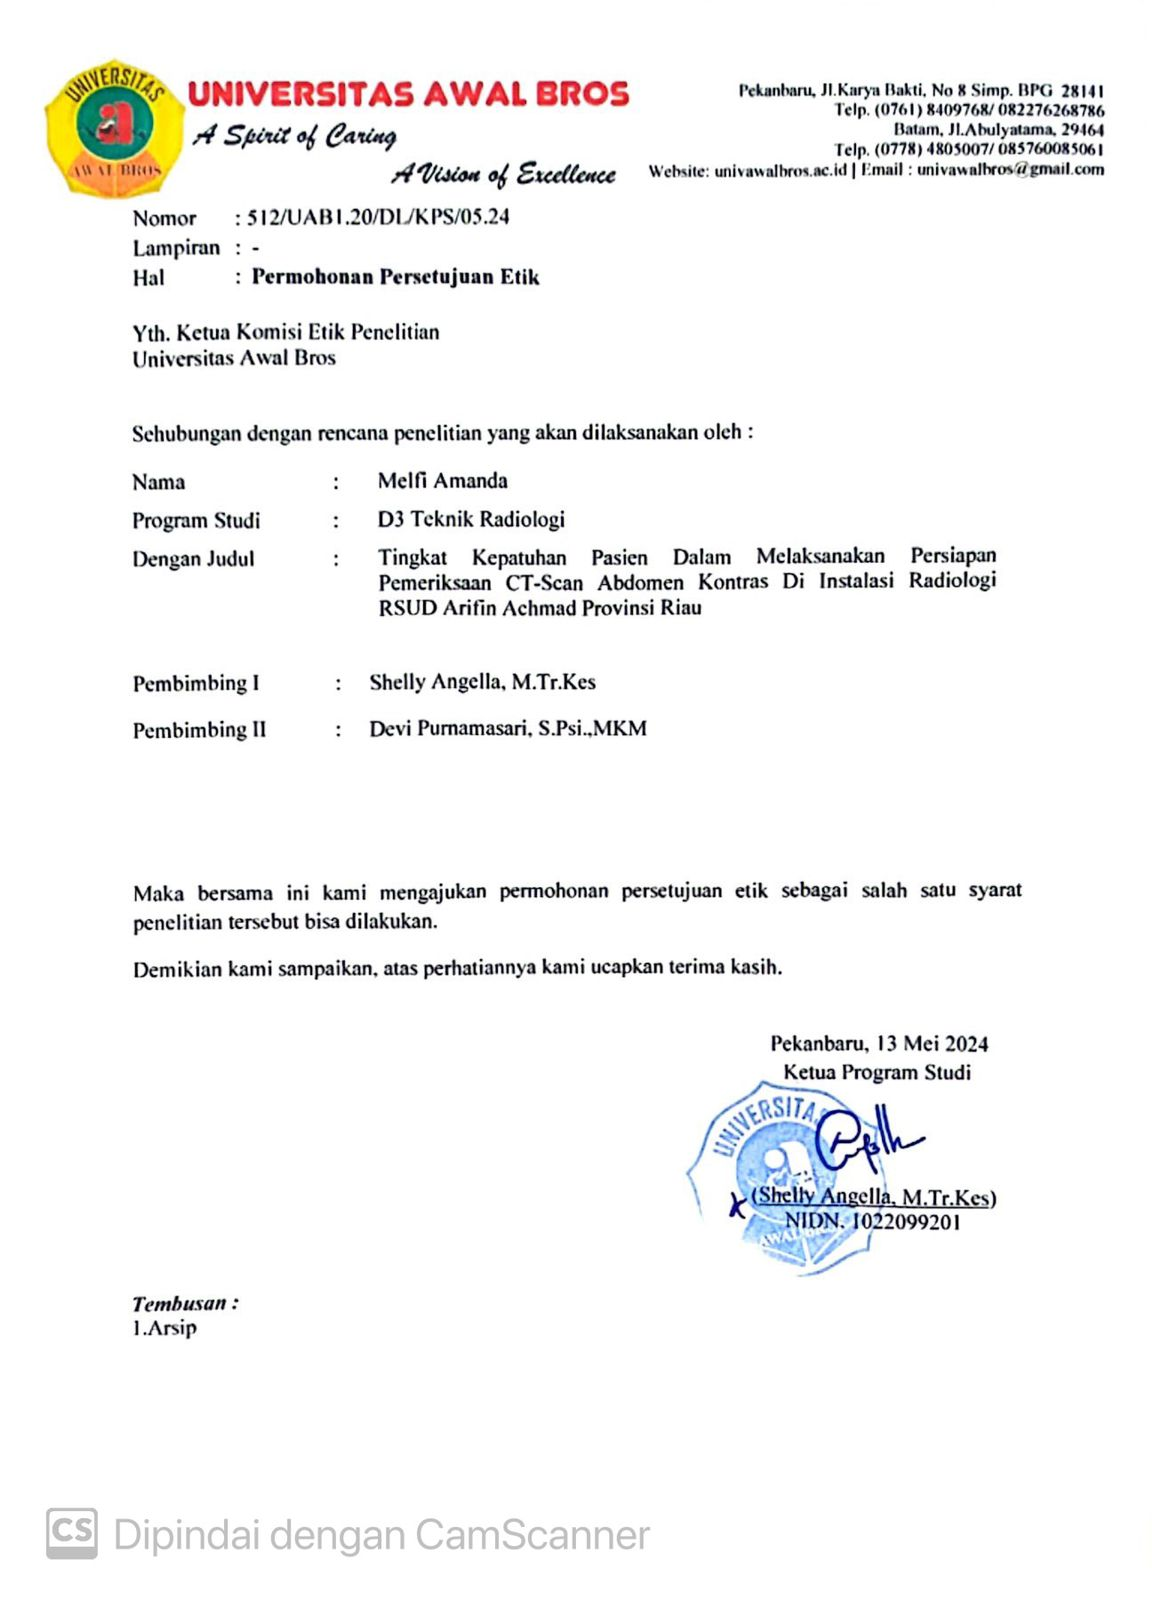 UNIVERSITAS
AWAL BROS
UNIVERSITAS AWAL BROS
A Spirit of Caring
A Vision of Excellence
Pekanbaru, Jl.Karya Bakti, No 8 Simp. BPG 28141
Telp. (0761) 8409768/ 082276268786
Batam, Jl.Abulyatama, 29464
Telp. (0778) 4805007/ 085760085061
Website: univawalbros.ac.id | Email : univawalbros@gmail.com
Nomor : 512/UAB1.20/DL/KPS/05.24
Lampiran : -
Hal : Permohonan Persetujuan Etik
Yth. Ketua Komisi Etik Penelitian
Universitas Awal Bros
Sehubungan dengan rencana penelitian yang akan dilaksanakan oleh :
Nama : Melfi Amanda
Program Studi : D3 Teknik Radiologi
Dengan Judul : Tingkat Kepatuhan Pasien Dalam Melaksanakan Persiapan
Pemeriksaan CT-Scan Abdomen Kontras Di Instalasi Radiologi
RSUD Arifin Achmad Provinsi Riau
Pembimbing I : Shelly Angella, M.Tr.Kes
Pembimbing II : Devi Purnamasari, S.Psi.,MKM
Maka bersama ini kami mengajukan permohonan persetujuan etik sebagai salah satu syarat
penelitian tersebut bisa dilakukan.
Demikian kami sampaikan, atas perhatiannya kami ucapkan terima kasih.
Pekanbaru, 13 Mei 2024
Ketua Program Studi
UNIVERSITAS
(Shelly Angella, M.Tr.Kes)
NIDN. 1022099201
AWAL BROS
Tembusan :
1.Arsip
CS Dipindai dengan CamScanner